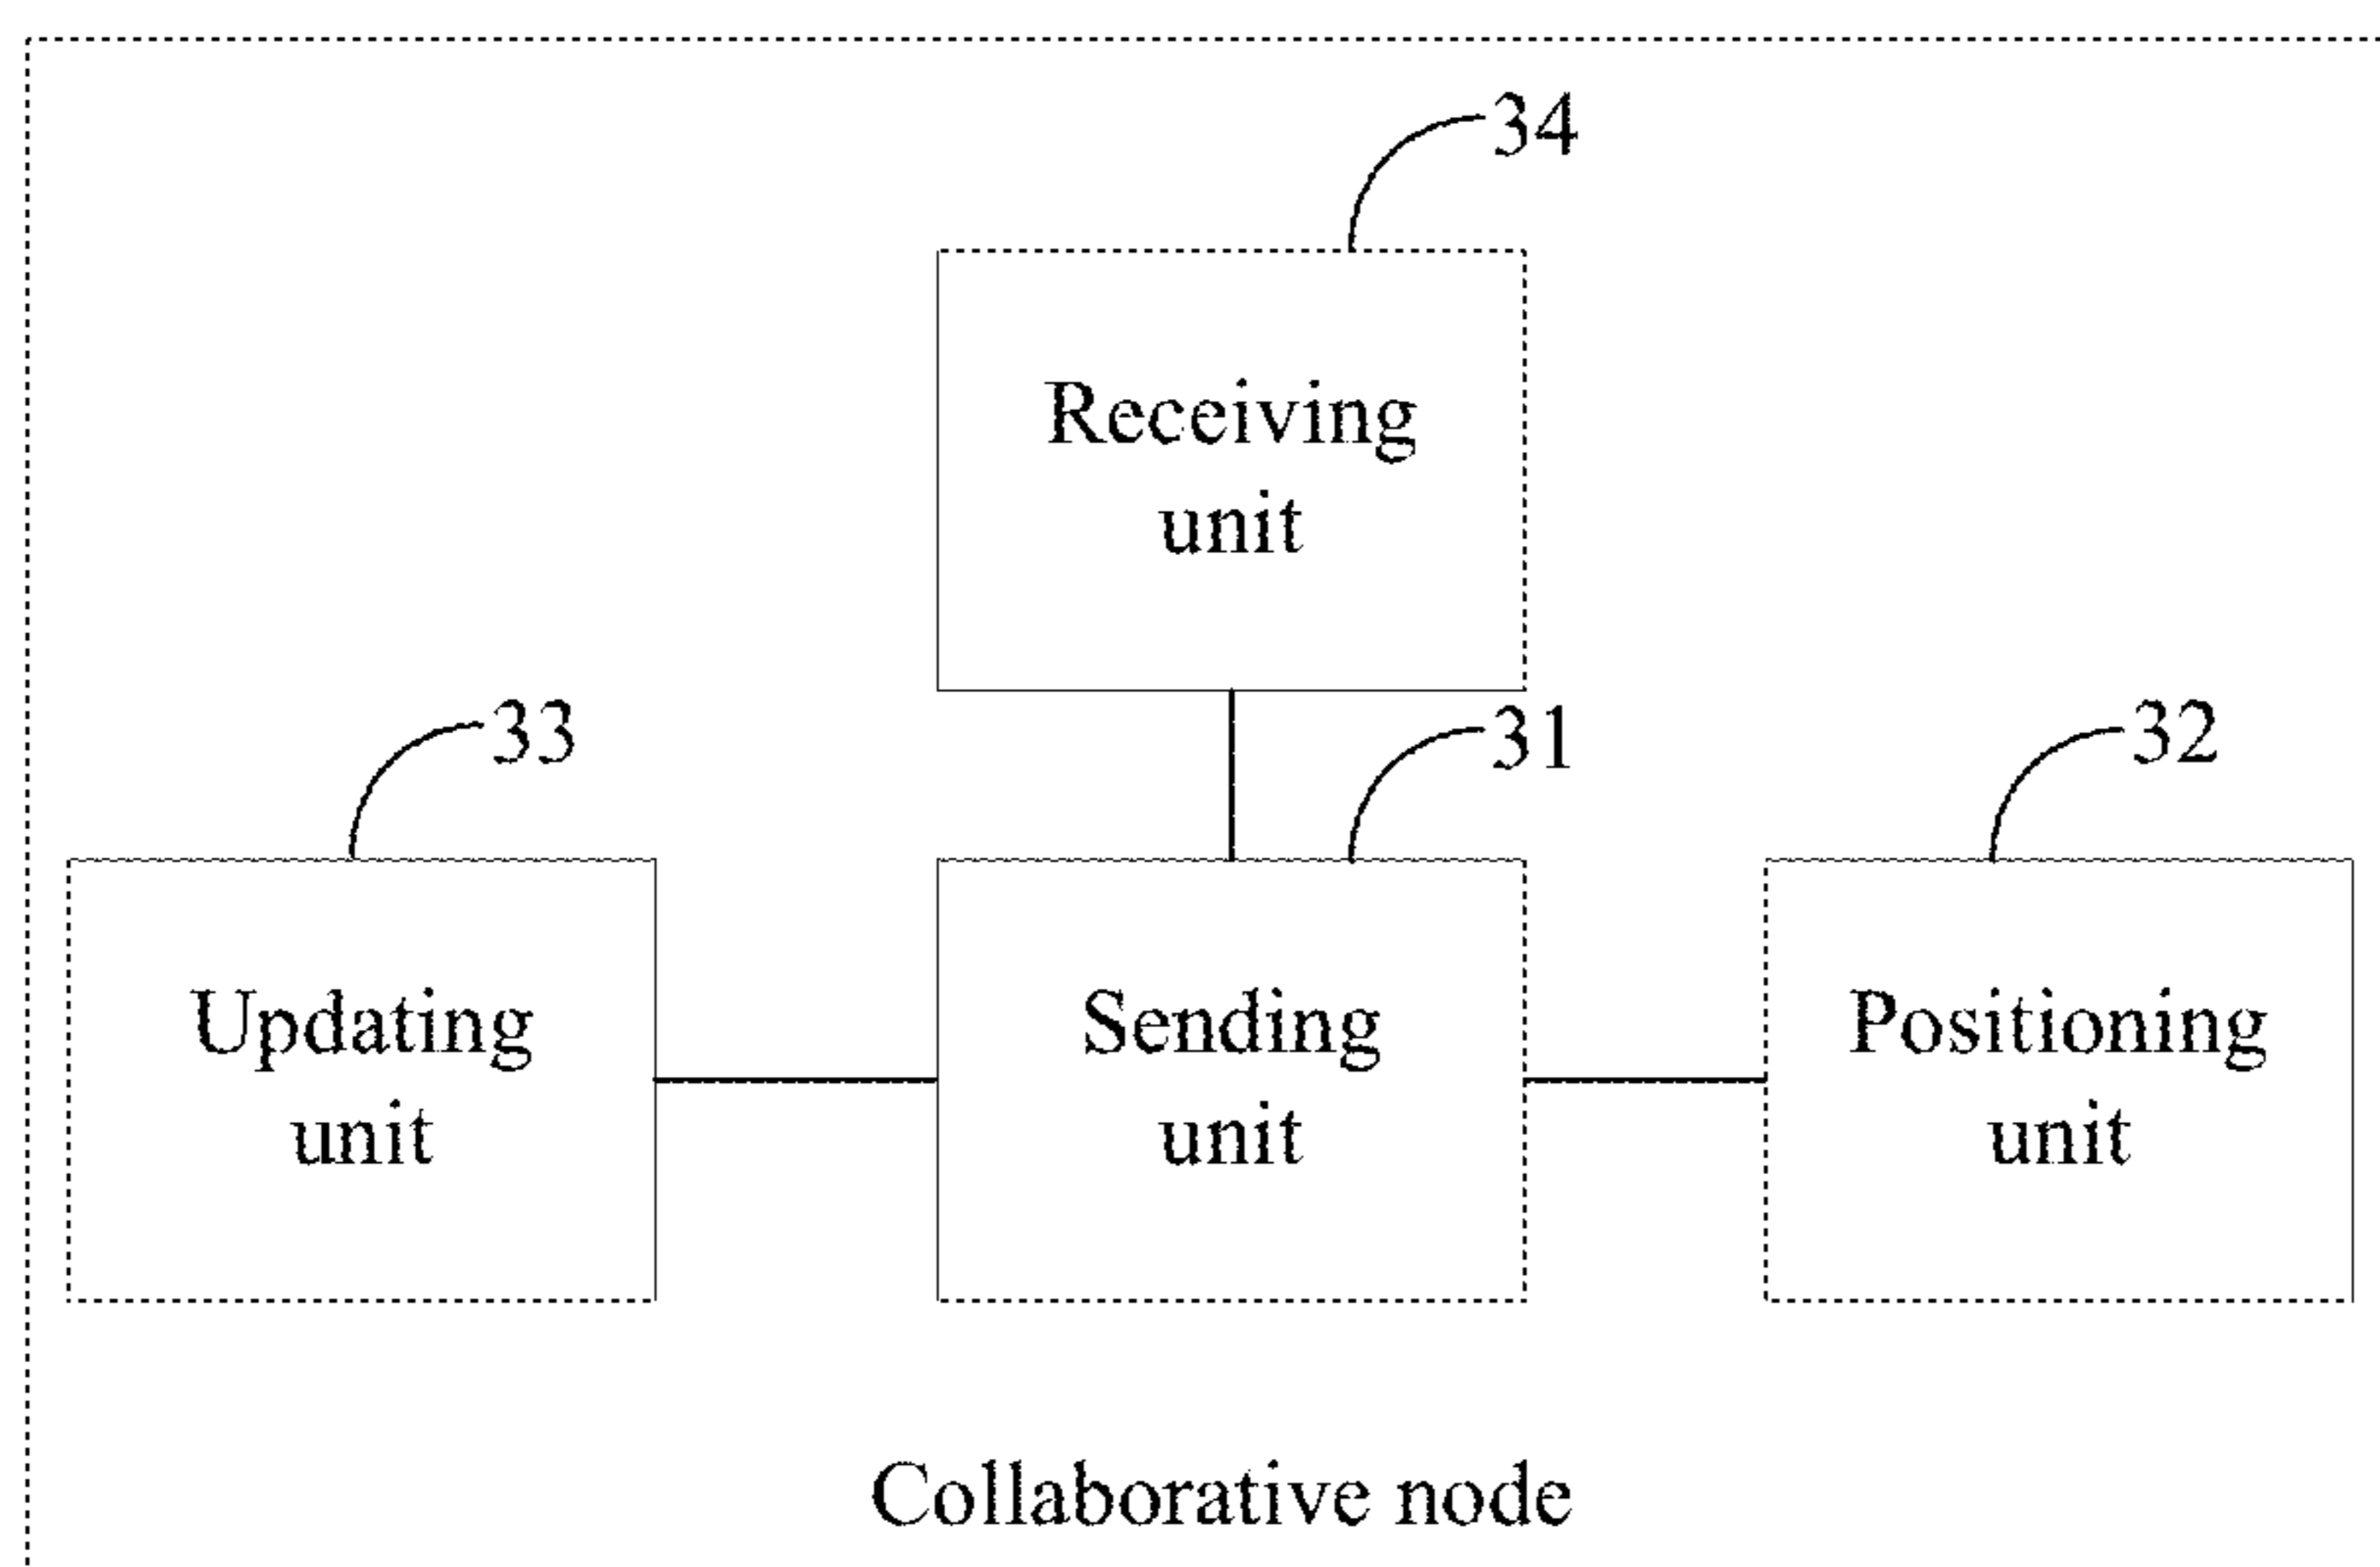 34
Receiving
unit
33
31
32
Updating
unit
Sending
unit
Positioning
unit
Collaborative node